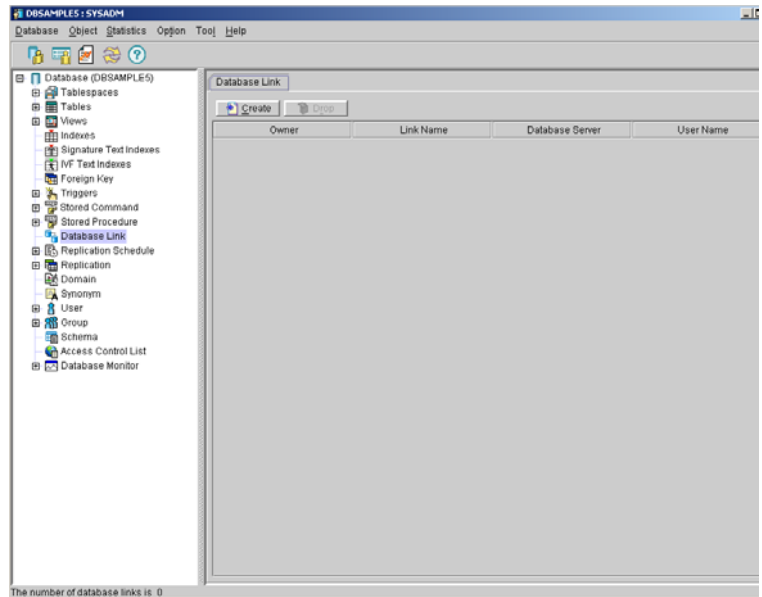 DBSAMPLE5 : SYSADM
Database Object Statistics Option Tool Help
Database (DBSAMPLE5)
Tablespaces
Tables
Views
Indexes
Signature Text Indexes
IVF Text Indexes
Foreign Key
Triggers
Stored Command
Stored Procedure
Database Link
Replication Schedule
Replication
Domain
Synonym
User
Group
Schema
Access Control List
Database Monitor
Database Link
Create Drop
Owner Link Name Database Server User Name
The number of database links is 0